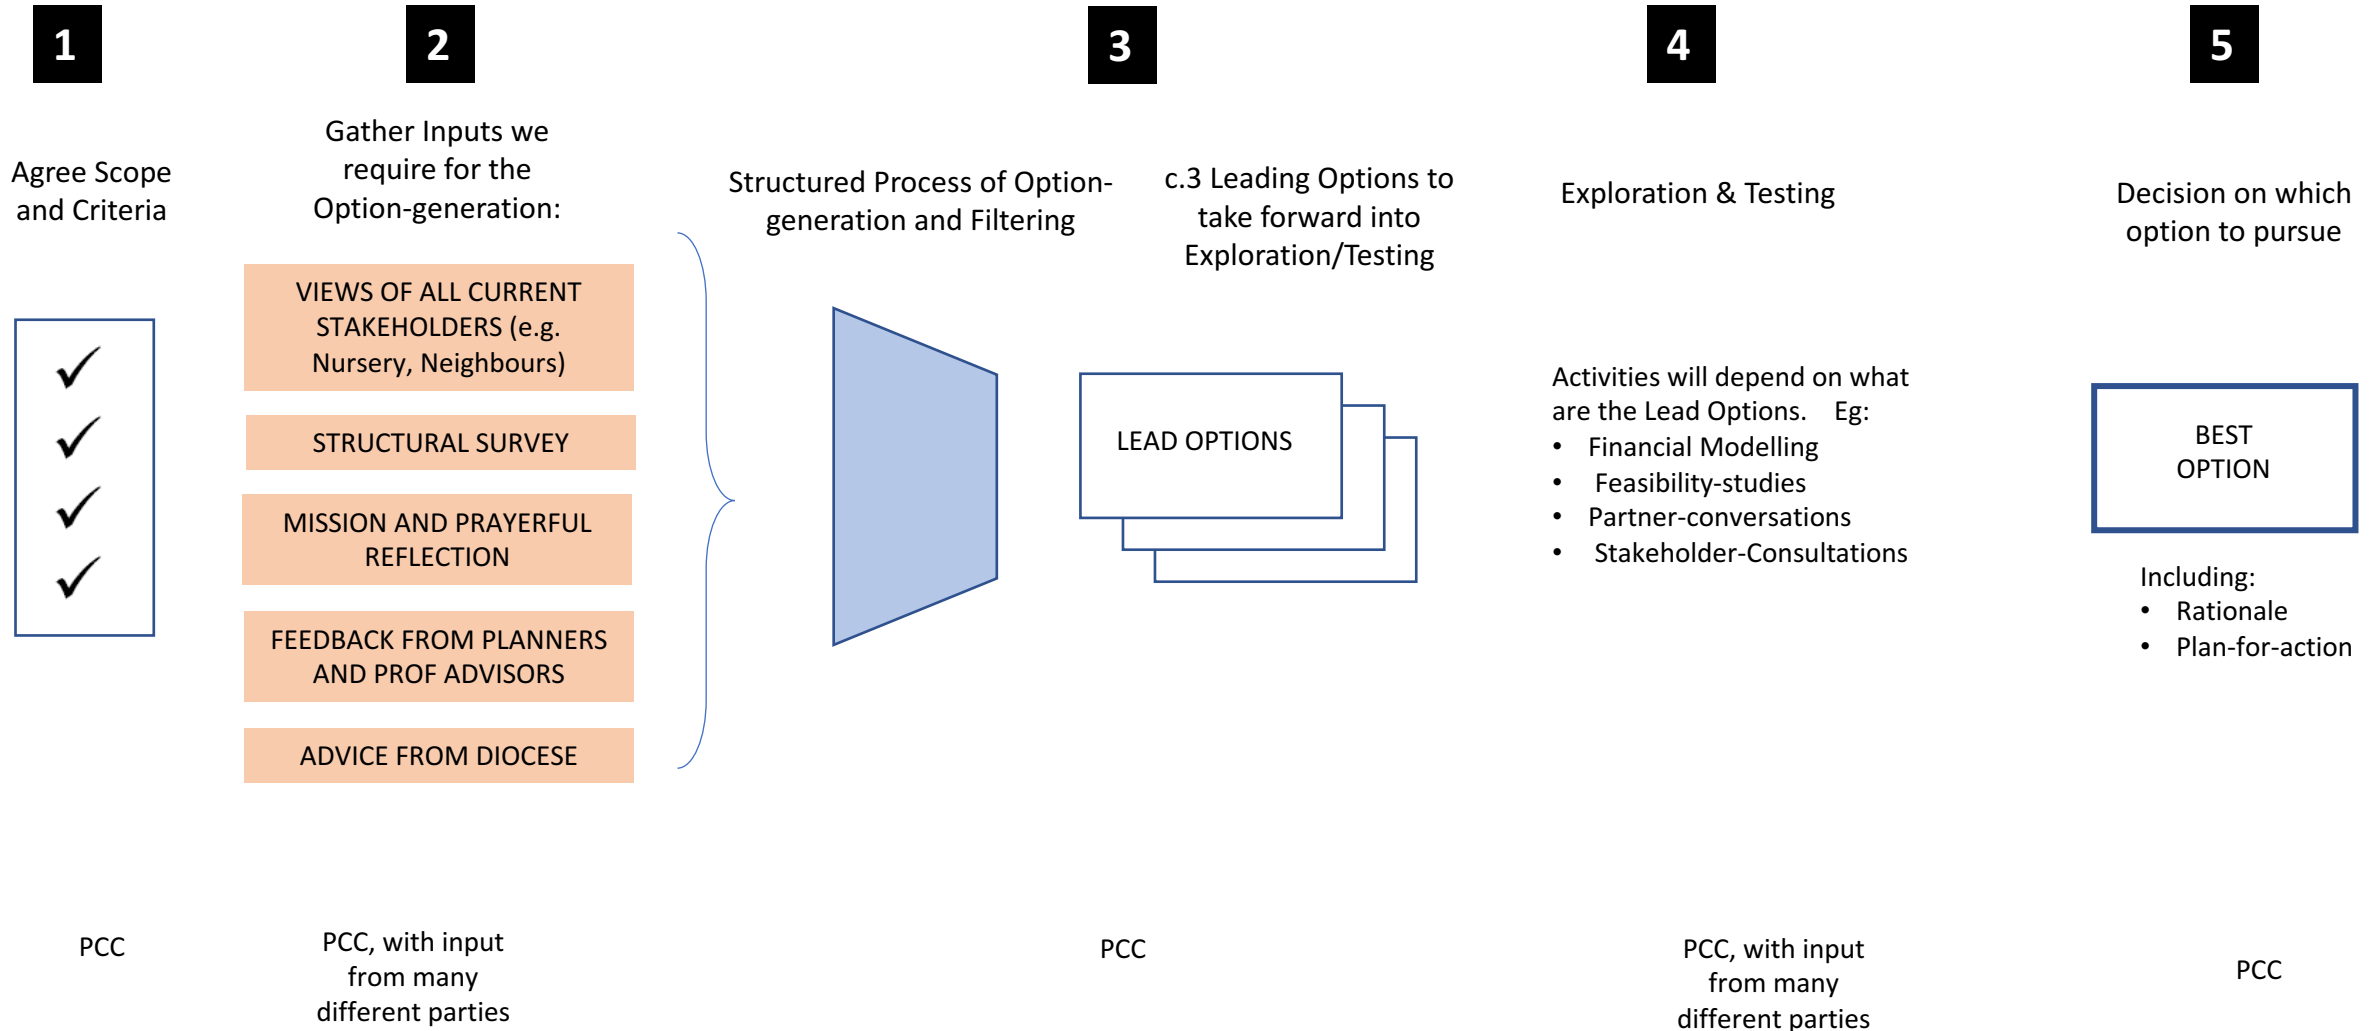 1
Agree Scope
and Criteria
2
Gather Inputs we
require for the
Option-generation:
VIEWS OF ALL CURRENT
STAKEHOLDERS (e.g.
Nursery, Neighbours)
STRUCTURAL SURVEY
MISSION AND PRAYERFUL
REFLECTION
FEEDBACK FROM PLANNERS
AND PROF ADVISORS
ADVICE FROM DIOCESE
3
Structured Process of Option-
generation and Filtering
c.3 Leading Options to
take forward into
Exploration/Testing
LEAD OPTIONS
4
Exploration & Testing
Activities will depend on what
are the Lead Options. Eg:
• Financial Modelling
• Feasibility-studies
• Partner-conversations
• Stakeholder-Consultations
5
Decision on which
option to pursue
BEST
OPTION
Including:
• Rationale
• Plan-for-action
PCC
PCC, with input
from many
different parties
PCC
PCC, with input
from many
different parties
PCC